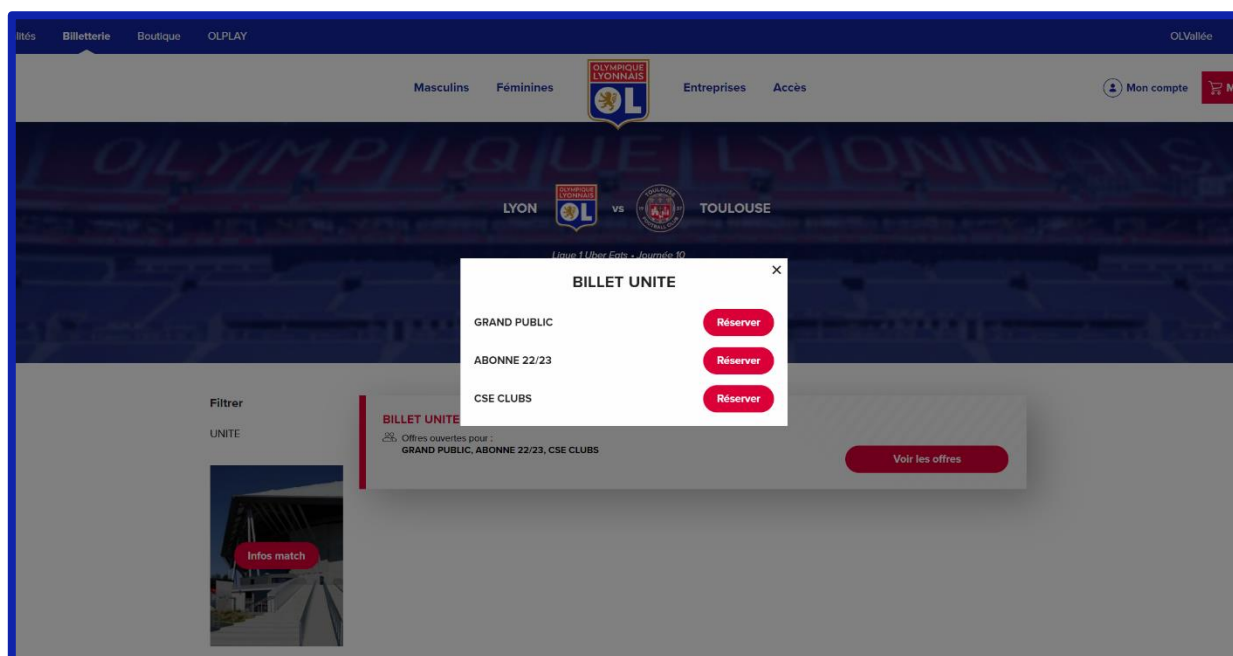 lités Billetterie Boutique OLPLAY OLVallée
Masculins Féminines OLYMPIQUE LYONNAIS OL Entreprises Accès Mon compte M
OLYMPIQUE LYONNAIS
LYON OLYMPIQUE LYONNAIS OL vs TOULOUSE FOOTBALL CLUB TOULOUSE
Ligue 1 Uber Eats • Journée 10
×
BILLET UNITE
GRAND PUBLIC Réserver
ABONNE 22/23 Réserver
CSE CLUBS Réserver
Filtrer
UNITE
BILLET UNITE
Offres ouvertes pour :
GRAND PUBLIC, ABONNE 22/23, CSE CLUBS
Voir les offres
Infos match